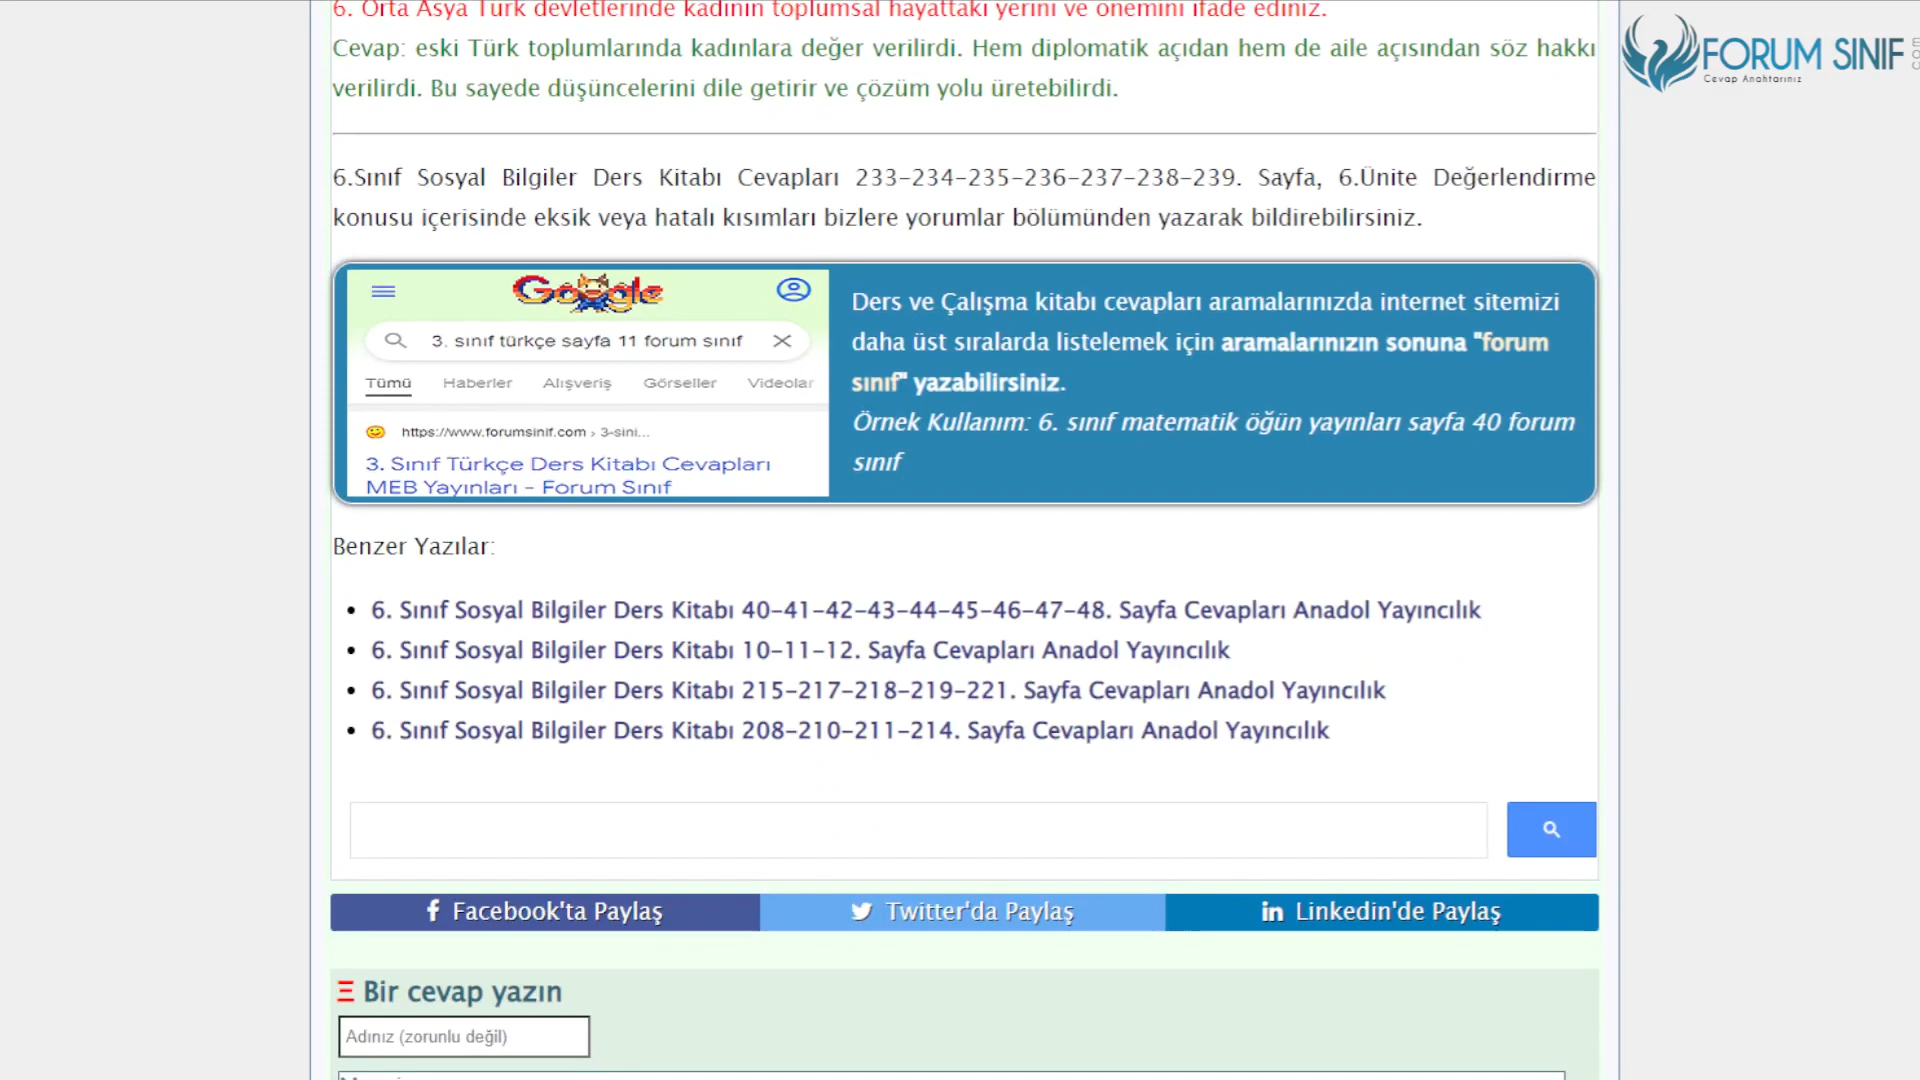 6. Orta Asya Türk devletlerinde kadının toplumsal hayattaki yerini ve önemini ifade ediniz.
Cevap: eski Türk toplumlarında kadınlara değer verilirdi. Hem diplomatik açıdan hem de aile açısından söz hakkı
verilirdi. Bu sayede düşüncelerini dile getirir ve çözüm yolu üretebilirdi.
FORUM SINIF
com
Cevap Anahtarınız
6.Sınıf Sosyal Bilgiler Ders Kitabı Cevapları 233-234-235-236-237-238-239. Sayfa, 6.Ünite Değerlendirme
konusu içerisinde eksik veya hatalı kısımları bizlere yorumlar bölümünden yazarak bildirebilirsiniz.
Google
3. sınıf türkçe sayfa 11 forum sınıf
Tümü Haberler Alışveriş Görseller Videolar
https://www.forumsinif.com › 3-sini...
3. Sınıf Türkçe Ders Kitabı Cevapları
MEB Yayınları - Forum Sınıf
Ders ve Çalışma kitabı cevapları aramalarınızda internet sitemizi
daha üst sıralarda listelemek için aramalarınızın sonuna "forum
sınıf" yazabilirsiniz.
Örnek Kullanım: 6. sınıf matematik öğün yayınları sayfa 40 forum
sınıf
Benzer Yazılar:
• 6. Sınıf Sosyal Bilgiler Ders Kitabı 40-41-42-43-44-45-46-47-48. Sayfa Cevapları Anadol Yayıncılık
• 6. Sınıf Sosyal Bilgiler Ders Kitabı 10-11-12. Sayfa Cevapları Anadol Yayıncılık
• 6. Sınıf Sosyal Bilgiler Ders Kitabı 215-217-218-219-221. Sayfa Cevapları Anadol Yayıncılık
• 6. Sınıf Sosyal Bilgiler Ders Kitabı 208-210-211-214. Sayfa Cevapları Anadol Yayıncılık
Facebook'ta Paylaş Twitter'da Paylaş Linkedin'de Paylaş
Ξ Bir cevap yazın
Adınız (zorunlu değil)